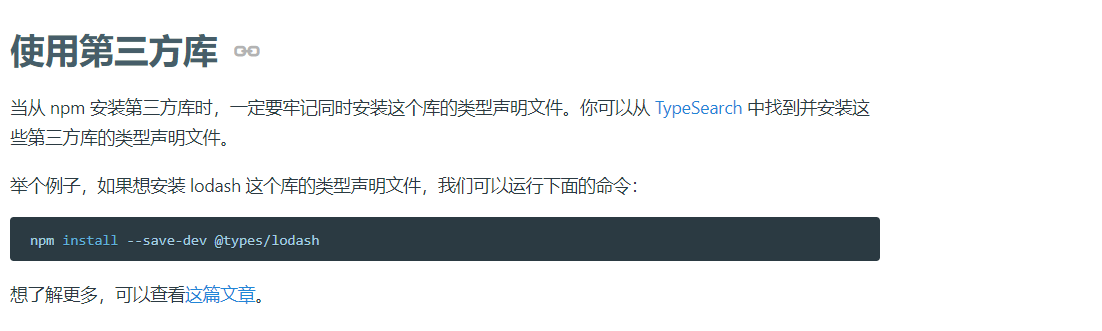 使用第三方库
当从 npm 安装第三方库时，一定要牢记同时安装这个库的类型声明文件。你可以从 TypeSearch 中找到并安装这
些第三方库的类型声明文件。
举个例子，如果想安装 lodash 这个库的类型声明文件，我们可以运行下面的命令：
npm install --save-dev @types/lodash
想了解更多，可以查看这篇文章。